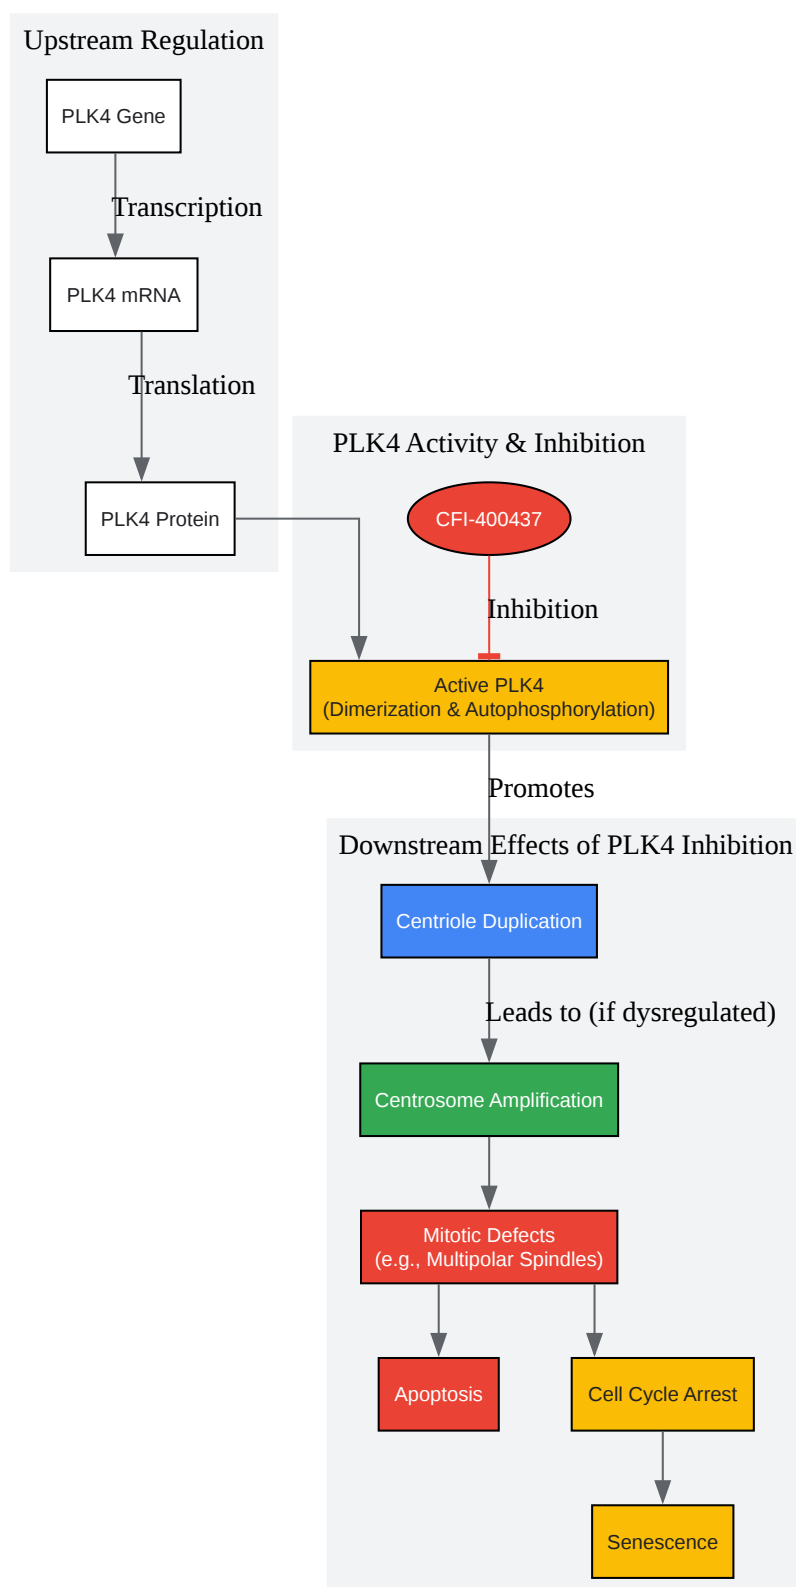 Upstream Regulation
PLK4 Gene
Transcription
PLK4 mRNA
Translation
PLK4 Protein
PLK4 Activity & Inhibition
CFI-400437
Inhibition
Active PLK4
(Dimerization & Autophosphorylation)
Promotes
Downstream Effects of PLK4 Inhibition
Centriole Duplication
Leads to (if dysregulated)
Centrosome Amplification
Mitotic Defects
(e.g., Multipolar Spindles)
Apoptosis
Cell Cycle Arrest
Senescence